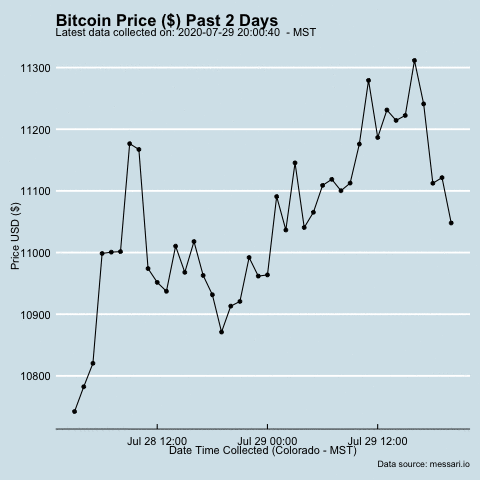 Bitcoin Price ($) Past 2 Days
Latest data collected on: 2020-07-29 20:00:40  - MST
11300
11200
11100
11000
10900
10800
Price USD ($)
Jul 28 12:00
Jul 29 00:00
Jul 29 12:00
Date Time Collected (Colorado - MST)
Data source: messari.io